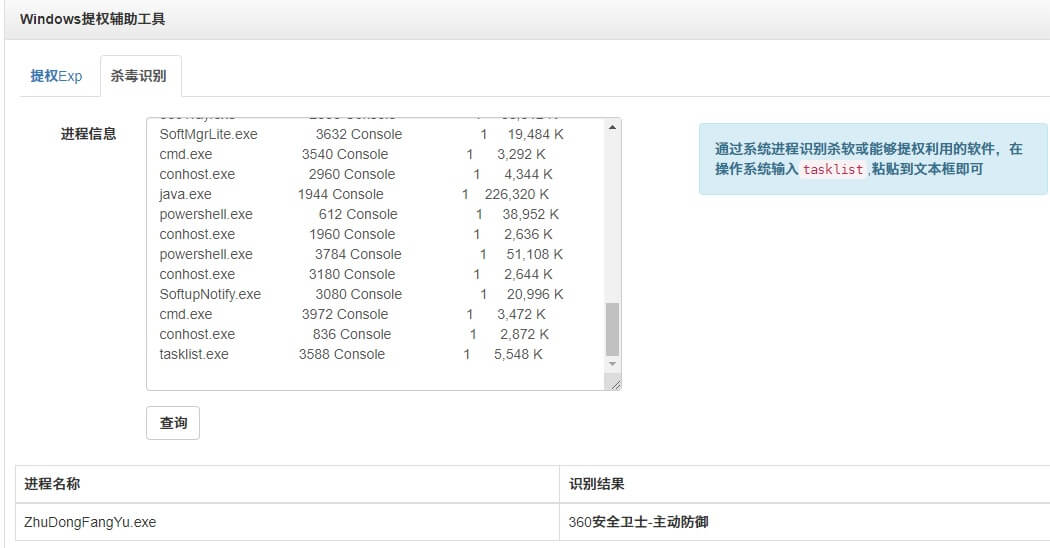 Windows提权辅助工具
提权Exp 杀毒识别
进程信息
SoftMgrLite.exe 3632 Console 1 19,484 K
cmd.exe 3540 Console 1 3,292 K
conhost.exe 2960 Console 1 4,344 K
java.exe 1944 Console 1 226,320 K
powershell.exe 612 Console 1 38,952 K
conhost.exe 1960 Console 1 2,636 K
powershell.exe 3784 Console 1 51,108 K
conhost.exe 3180 Console 1 2,644 K
SoftupNotify.exe 3080 Console 1 20,996 K
cmd.exe 3972 Console 1 3,472 K
conhost.exe 836 Console 1 2,872 K
tasklist.exe 3588 Console 1 5,548 K
通过系统进程识别杀软或能够提权利用的软件，在
操作系统输入tasklist,粘贴到文本框即可
查询
进程名称 识别结果
ZhuDongFangYu.exe 360安全卫士-主动防御